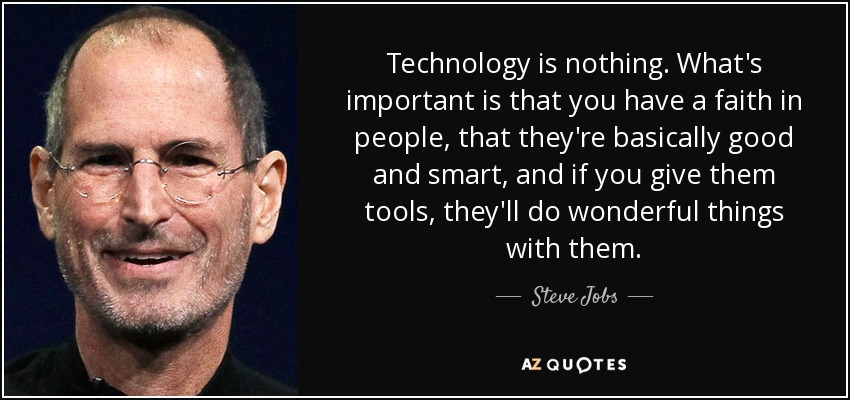 Technology is nothing. What's
important is that you have a faith in
people, that they're basically good
and smart, and if you give them
tools, they'll do wonderful things
with them.
Steve Jobs
AZ QUOTES